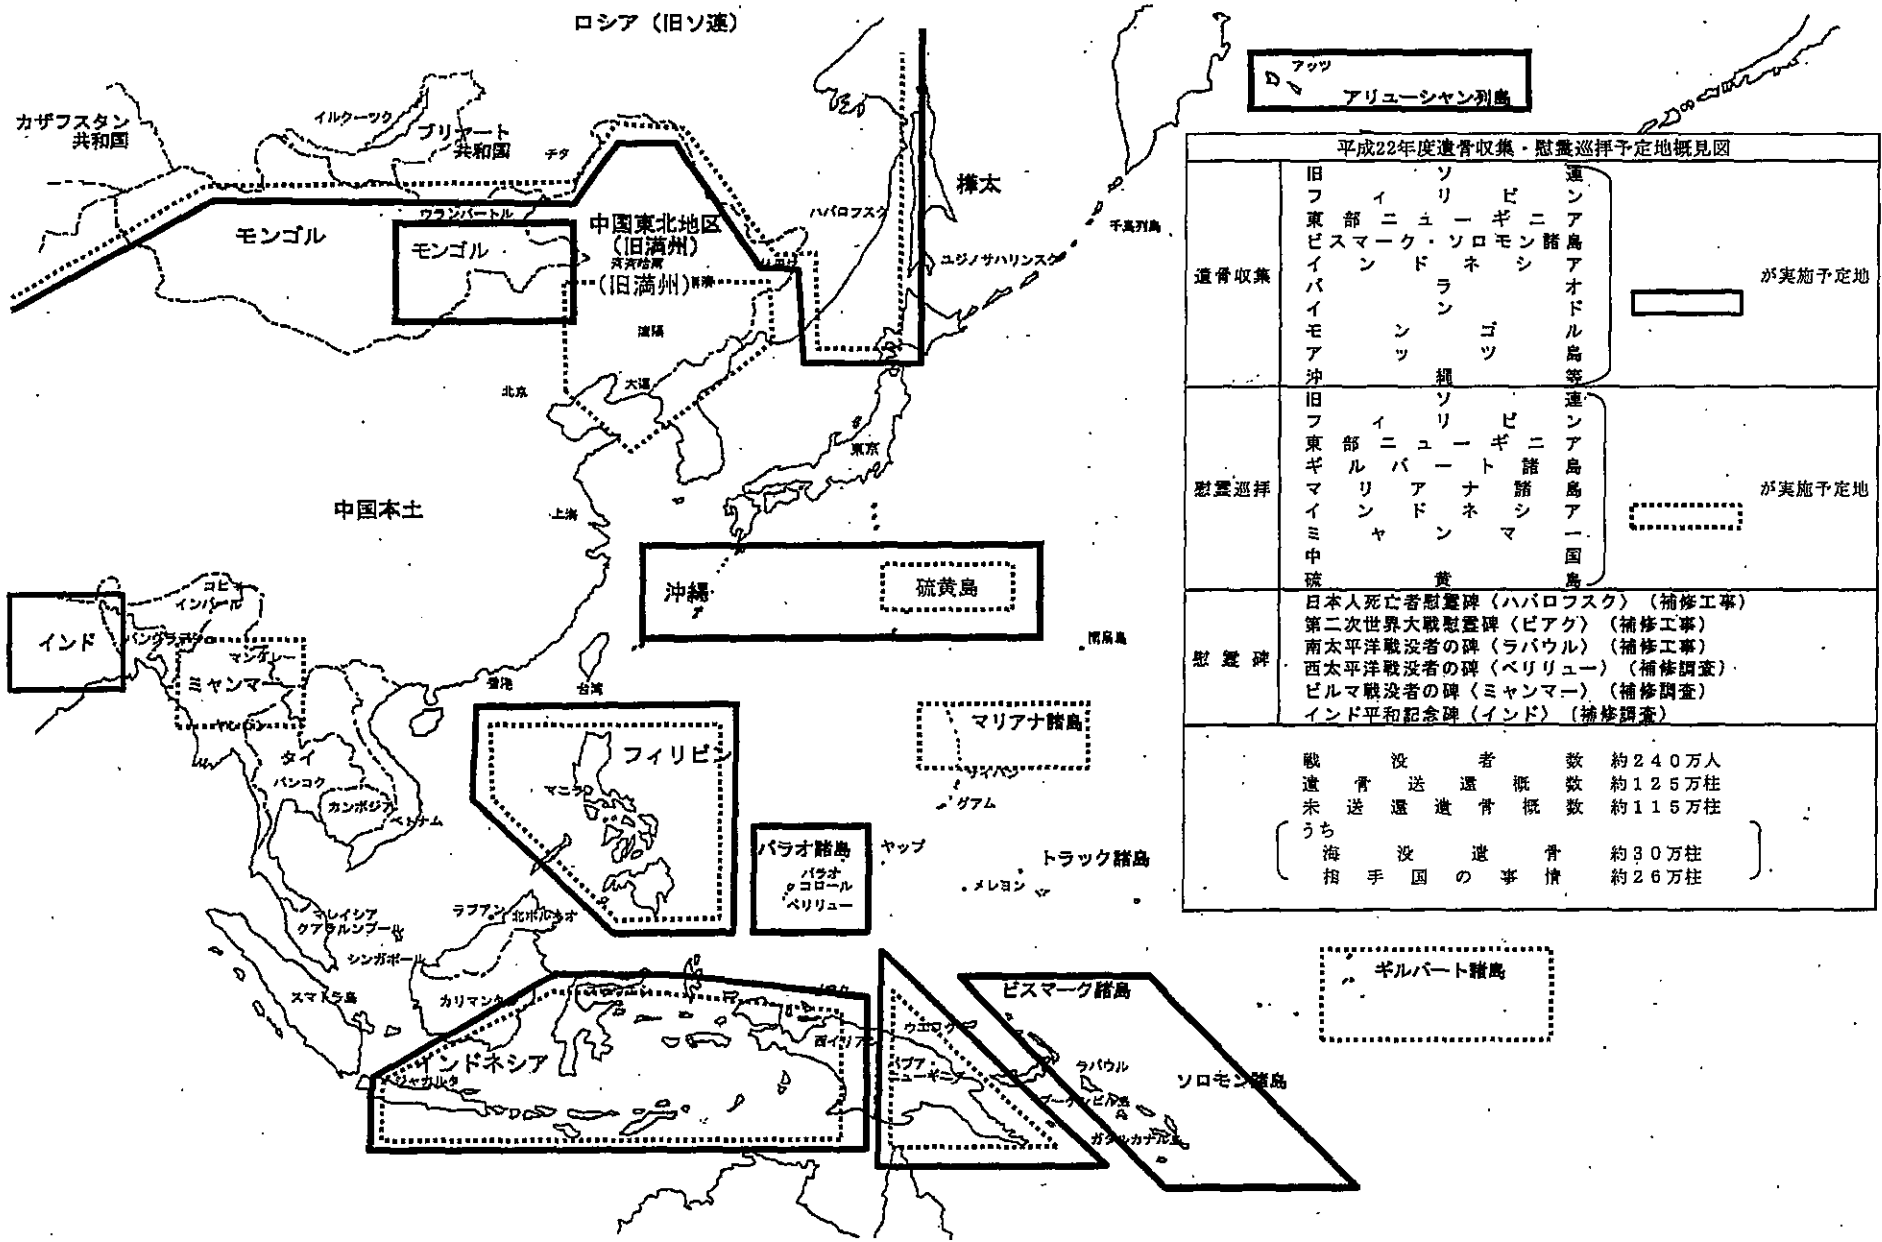 ロシア（旧ソ連）
アッツ
アリューシャン列島
カザフスタン
共和国
イルクーツク
ブリヤート
共和国
チタ
樺太
ハバロフスク
千島列島
ユジノサハリンスク
ウランバートル
モンゴル
モンゴル
中国東北地区
（旧満州）
（旧満州）
瀋陽
大連
北京
東京
中国本土
上海
沖縄
硫黄島
南鳥島
コヒマ
インパール
インド
バングラデシュ
マンダレー
ミャンマー
ヤンゴン
香港
台湾
タイ
バンコク
カンボジア
ベトナム
フィリピン
マニラ
マリアナ諸島
サイパン
グアム
パラオ諸島
パラオ
コロール
ペリリュー
ヤップ
トラック諸島
メレヨン
マレイシア
クアラルンプール
シンガポール
ラブアン
北ボルネオ
スマトラ島
カリマンタン
インドネシア
ジャカルタ
西イリアン
ウエワク
パプア
ニューギニア
ビスマーク諸島
ラバウル
ブーゲンビル島
ソロモン諸島
ガダルカナル島
ギルバート諸島
平成22年度遺骨収集・慰霊巡拝予定地概見図
遺骨収集
旧ソ連
フィリピン
東部ニューギニア
ビスマーク・ソロモン諸島
インドネシア
パラオ
インド
モンゴル
アッツ島
沖縄等
が実施予定地
慰霊巡拝
旧ソ連
フィリピン
東部ニューギニア
ギルバート諸島
マリアナ諸島
インドネシア
ミャンマー
中国
硫黄島
が実施予定地
慰霊碑
日本人死亡者慰霊碑〈ハバロフスク〉（補修工事）
第二次世界大戦慰霊碑〈ビアク〉（補修工事）
南太平洋戦没者の碑〈ラバウル〉（補修工事）
西太平洋戦没者の碑〈ペリリュー〉（補修調査）
ビルマ戦没者の碑〈ミャンマー〉（補修調査）
インド平和記念碑〈インド〉（補修調査）
戦没者数 約240万人
遺骨送還概数 約125万柱
未送還遺骨概数 約115万柱
うち
海没遺骨 約30万柱
相手国の事情 約26万柱